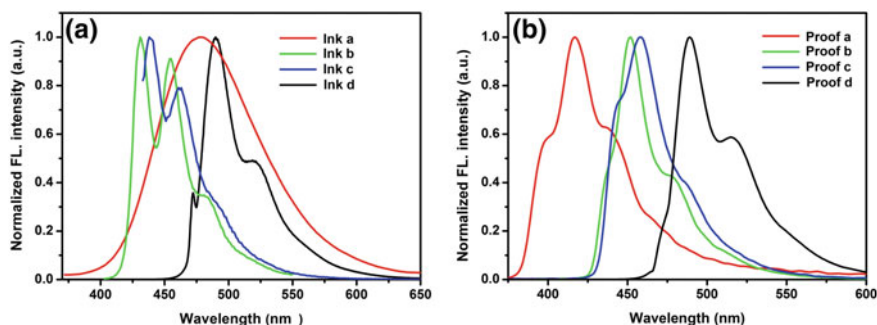 (a)
Ink a
Ink b
Ink c
Ink d
Normalized FL. intensity (a.u.)
1.0
0.8
0.6
0.4
0.2
0.0
400 450 500 550 600 650
Wavelength (nm )
(b)
Proof a
Proof b
Proof c
Proof d
Normalized FL. intensity (a.u.)
1.0
0.8
0.6
0.4
0.2
0.0
400 450 500 550 600
Wavelength (nm)